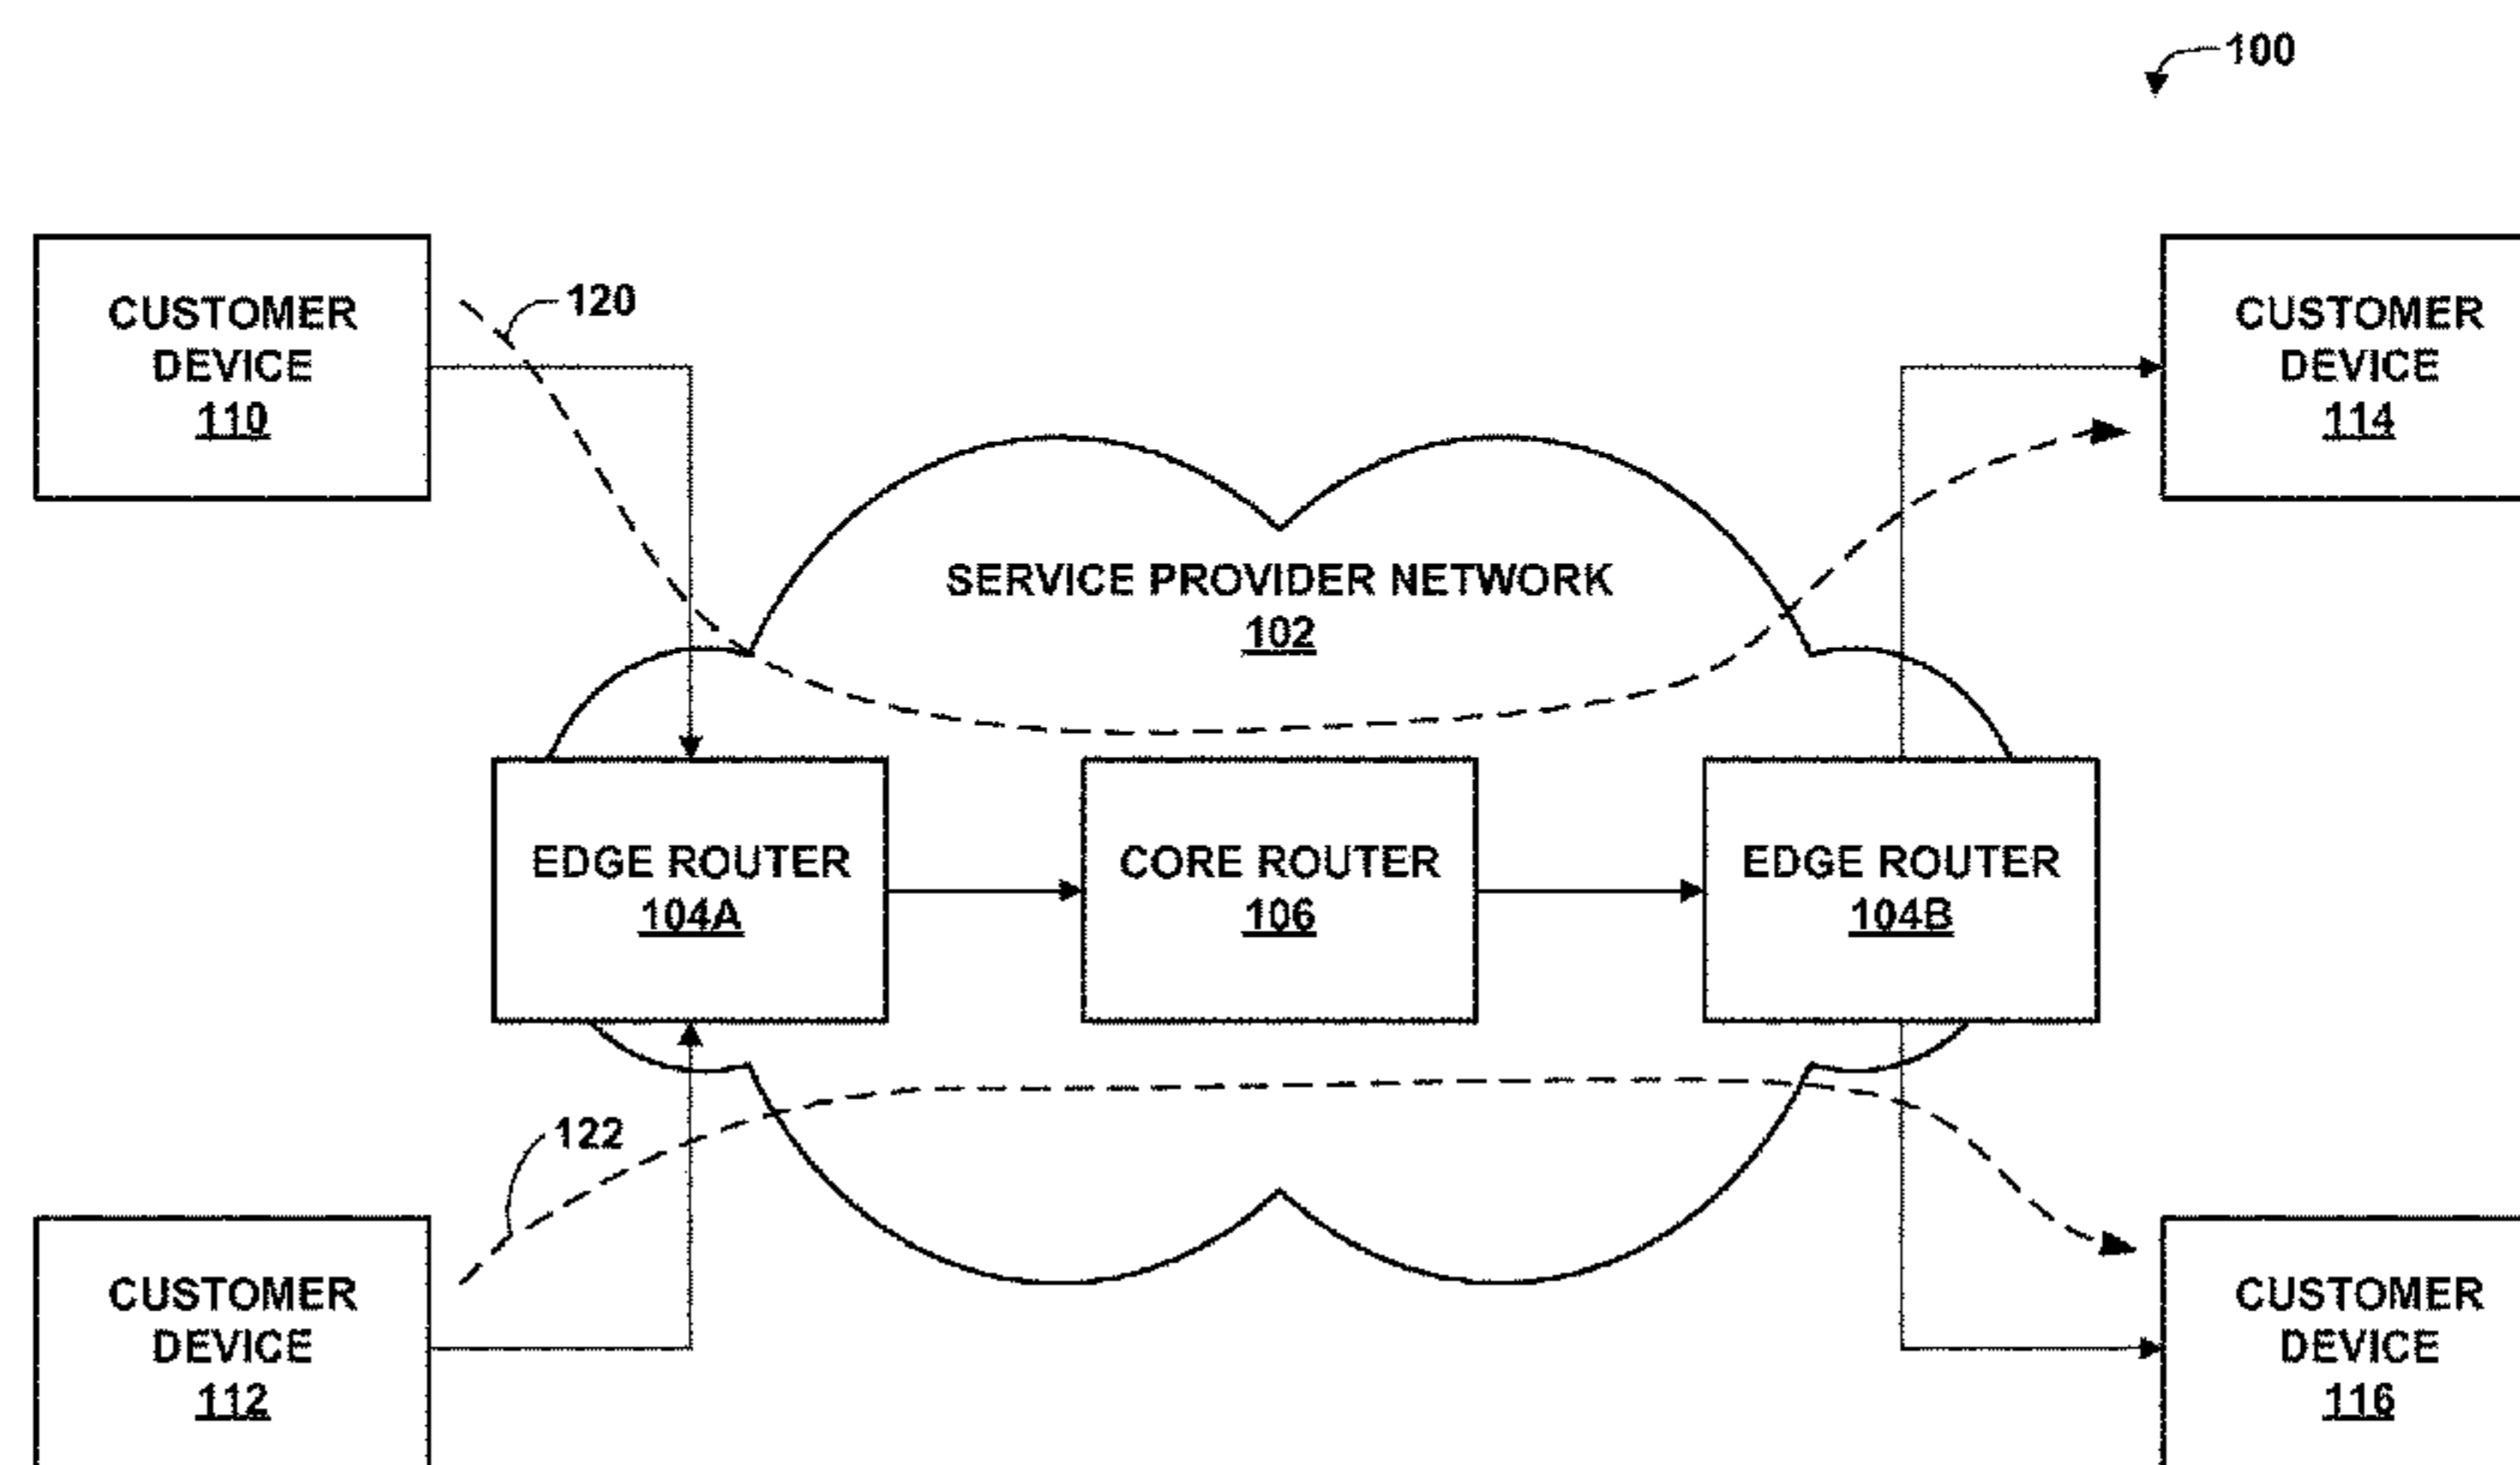 100
CUSTOMER
DEVICE
110
120
CUSTOMER
DEVICE
114
SERVICE PROVIDER NETWORK
102
EDGE ROUTER
104A
CORE ROUTER
106
EDGE ROUTER
104B
122
CUSTOMER
DEVICE
112
CUSTOMER
DEVICE
116